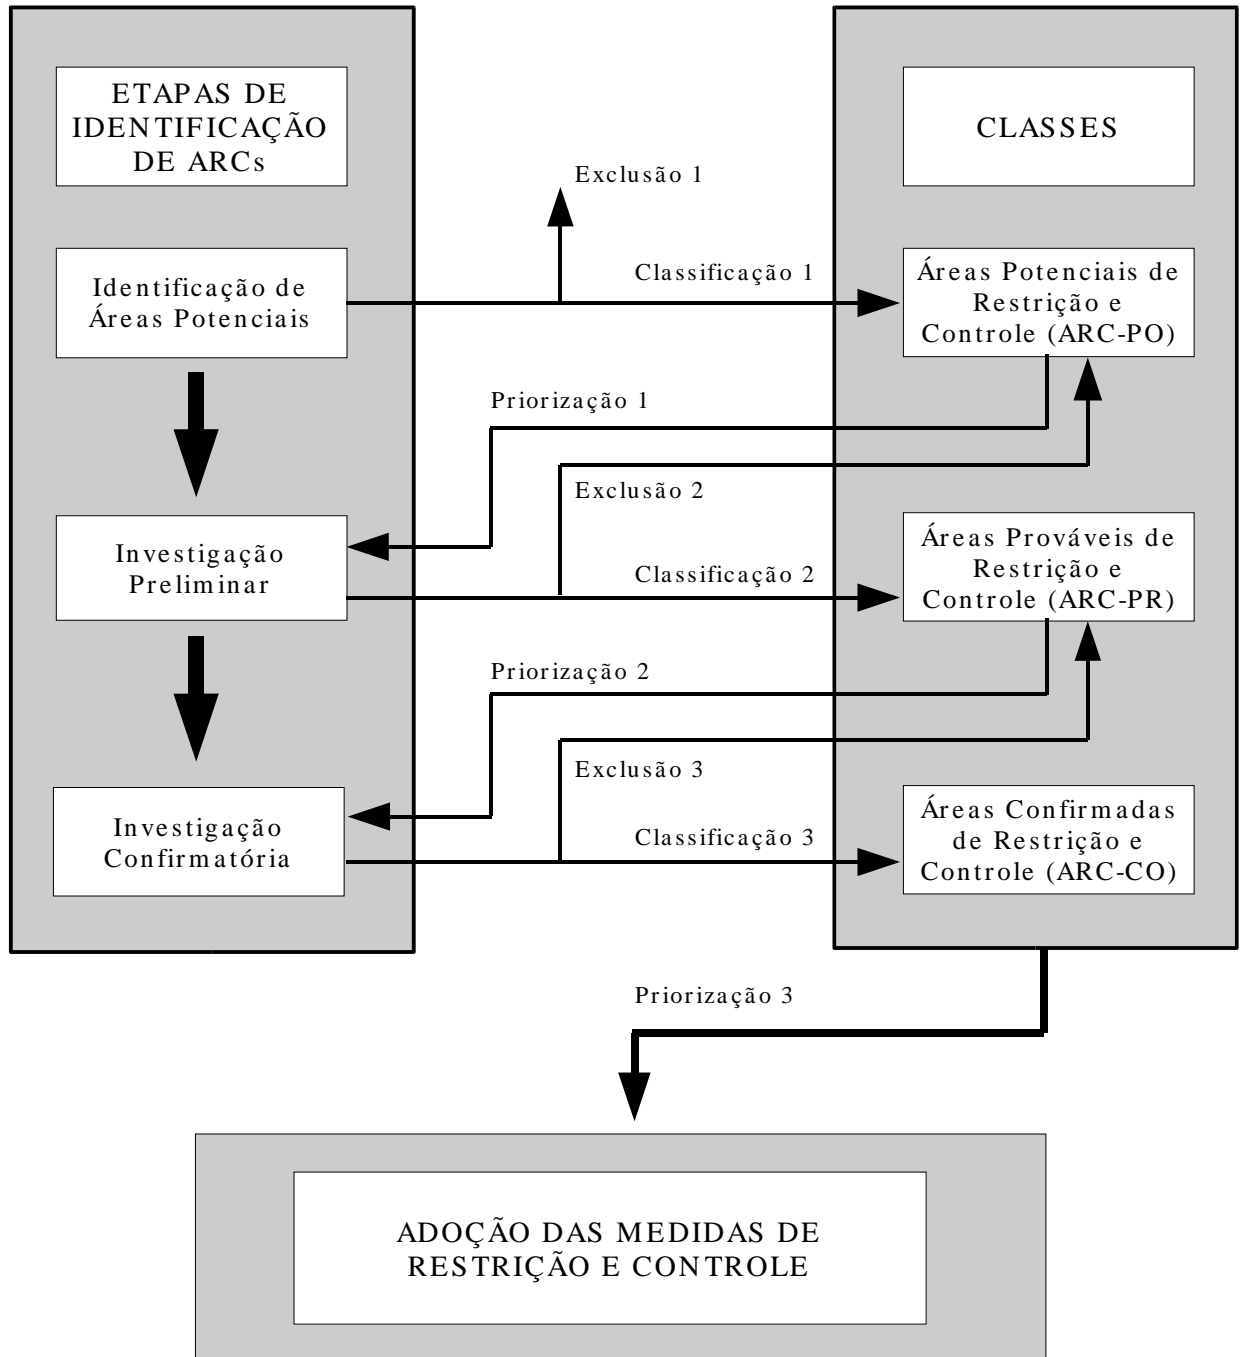 ETAPAS DE
IDENTIFICAÇÃO
DE ARCs
CLASSES
Exclusão 1
Identificação de
Áreas Potenciais
Classificação 1
Áreas Potenciais de
Restrição e
Controle (ARC-PO)
Priorização 1
Exclusão 2
Investigação
Preliminar
Classificação 2
Áreas Prováveis de
Restrição e
Controle (ARC-PR)
Priorização 2
Exclusão 3
Investigação
Confirmatória
Classificação 3
Áreas Confirmadas
de Restrição e
Controle (ARC-CO)
Priorização 3
ADOÇÃO DAS MEDIDAS DE
RESTRIÇÃO E CONTROLE